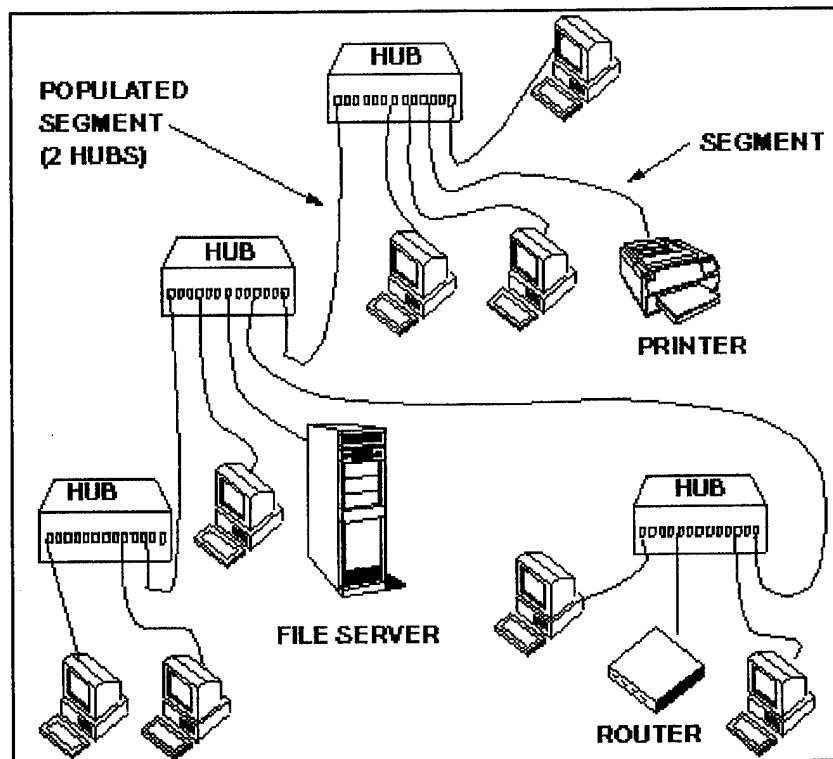 HUB
POPULATED
SEGMENT
(2 HUBS)
SEGMENT
HUB
PRINTER
HUB
HUB
FILE SERVER
ROUTER